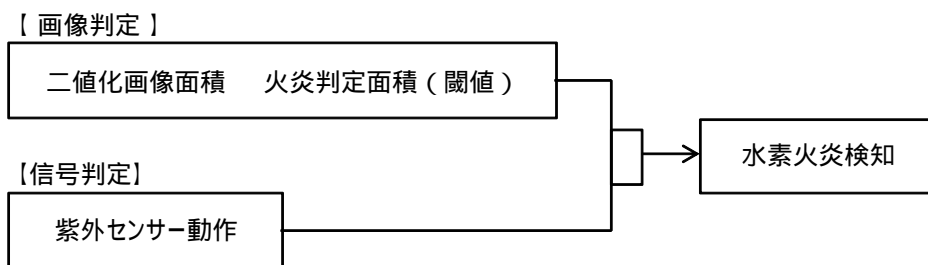 【 画像判定 】
二値化画像面積　火炎判定面積 ( 閾値 )
水素火炎検知
【信号判定】
紫外センサー動作